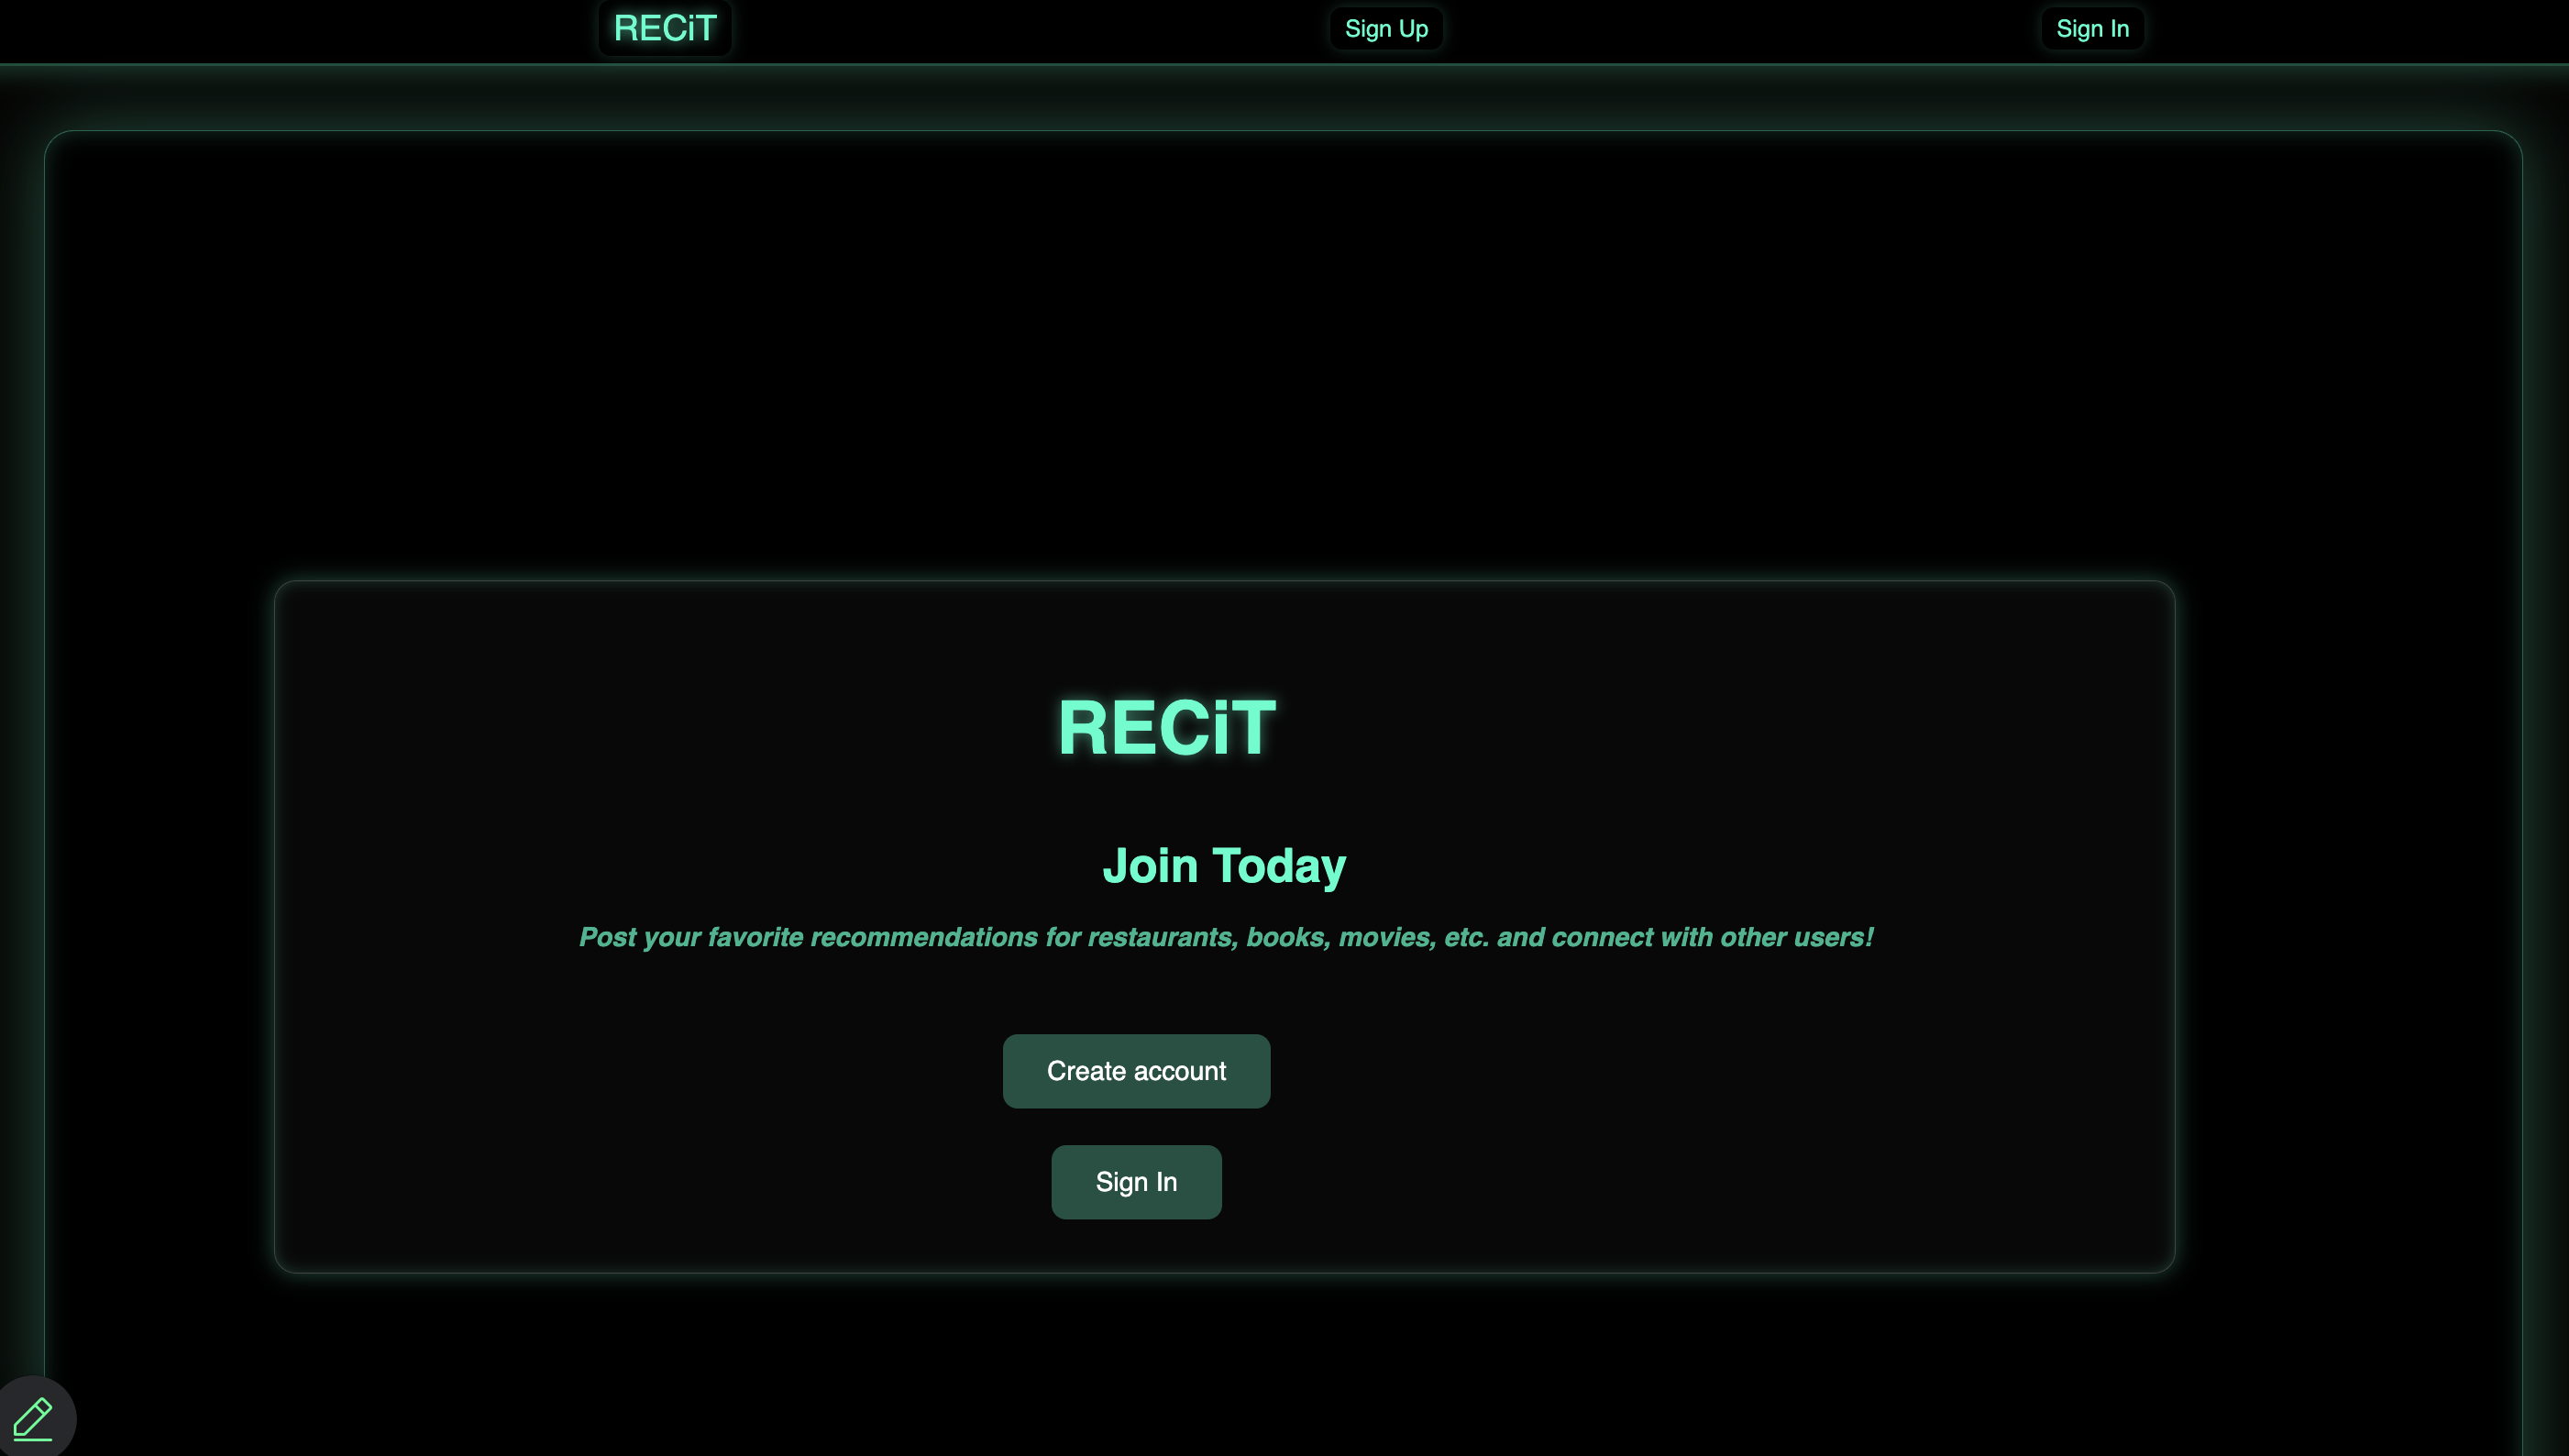 RECiT Sign Up Sign In
RECiT
Join Today
Post your favorite recommendations for restaurants, books, movies, etc. and connect with other users!
Create account
Sign In